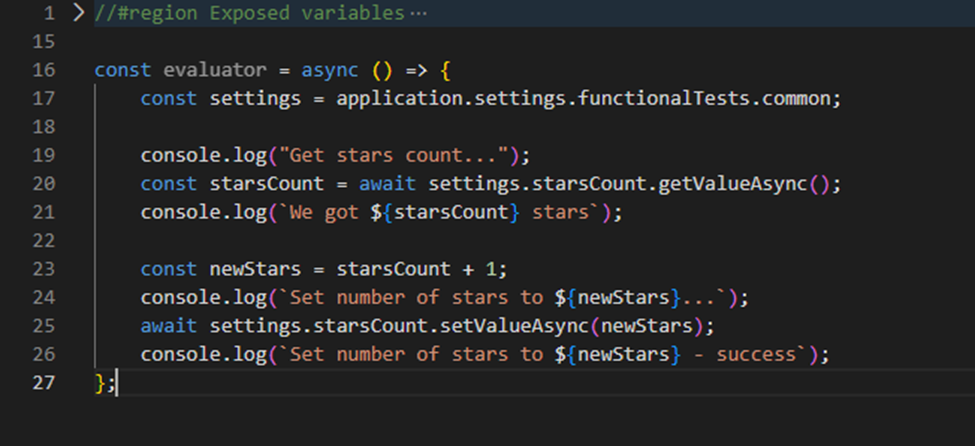 1 > //#region Exposed variables ···
15
16 const evaluator = async () => {
17     const settings = application.settings.functionalTests.common;
18
19     console.log("Get stars count...");
20     const starsCount = await settings.starsCount.getValueAsync();
21     console.log(`We got ${starsCount} stars`);
22
23     const newStars = starsCount + 1;
24     console.log(`Set number of stars to ${newStars}...`);
25     await settings.starsCount.setValueAsync(newStars);
26     console.log(`Set number of stars to ${newStars} - success`);
27 };